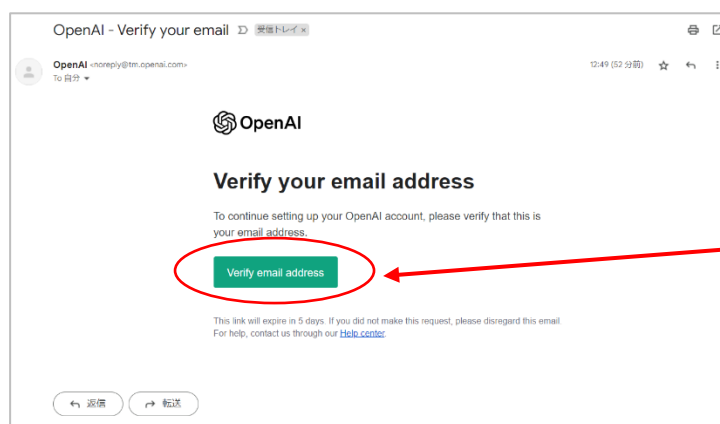 OpenAI - Verify your email 受信トレイ ×
OpenAI <noreply@tm.openai.com>
12:49 (52 分前)
To 自分
OpenAI
Verify your email address
To continue setting up your OpenAI account, please verify that this is
your email address.
Verify email address
This link will expire in 5 days. If you did not make this request, please disregard this email.
For help, contact us through our Help center.
返信
転送